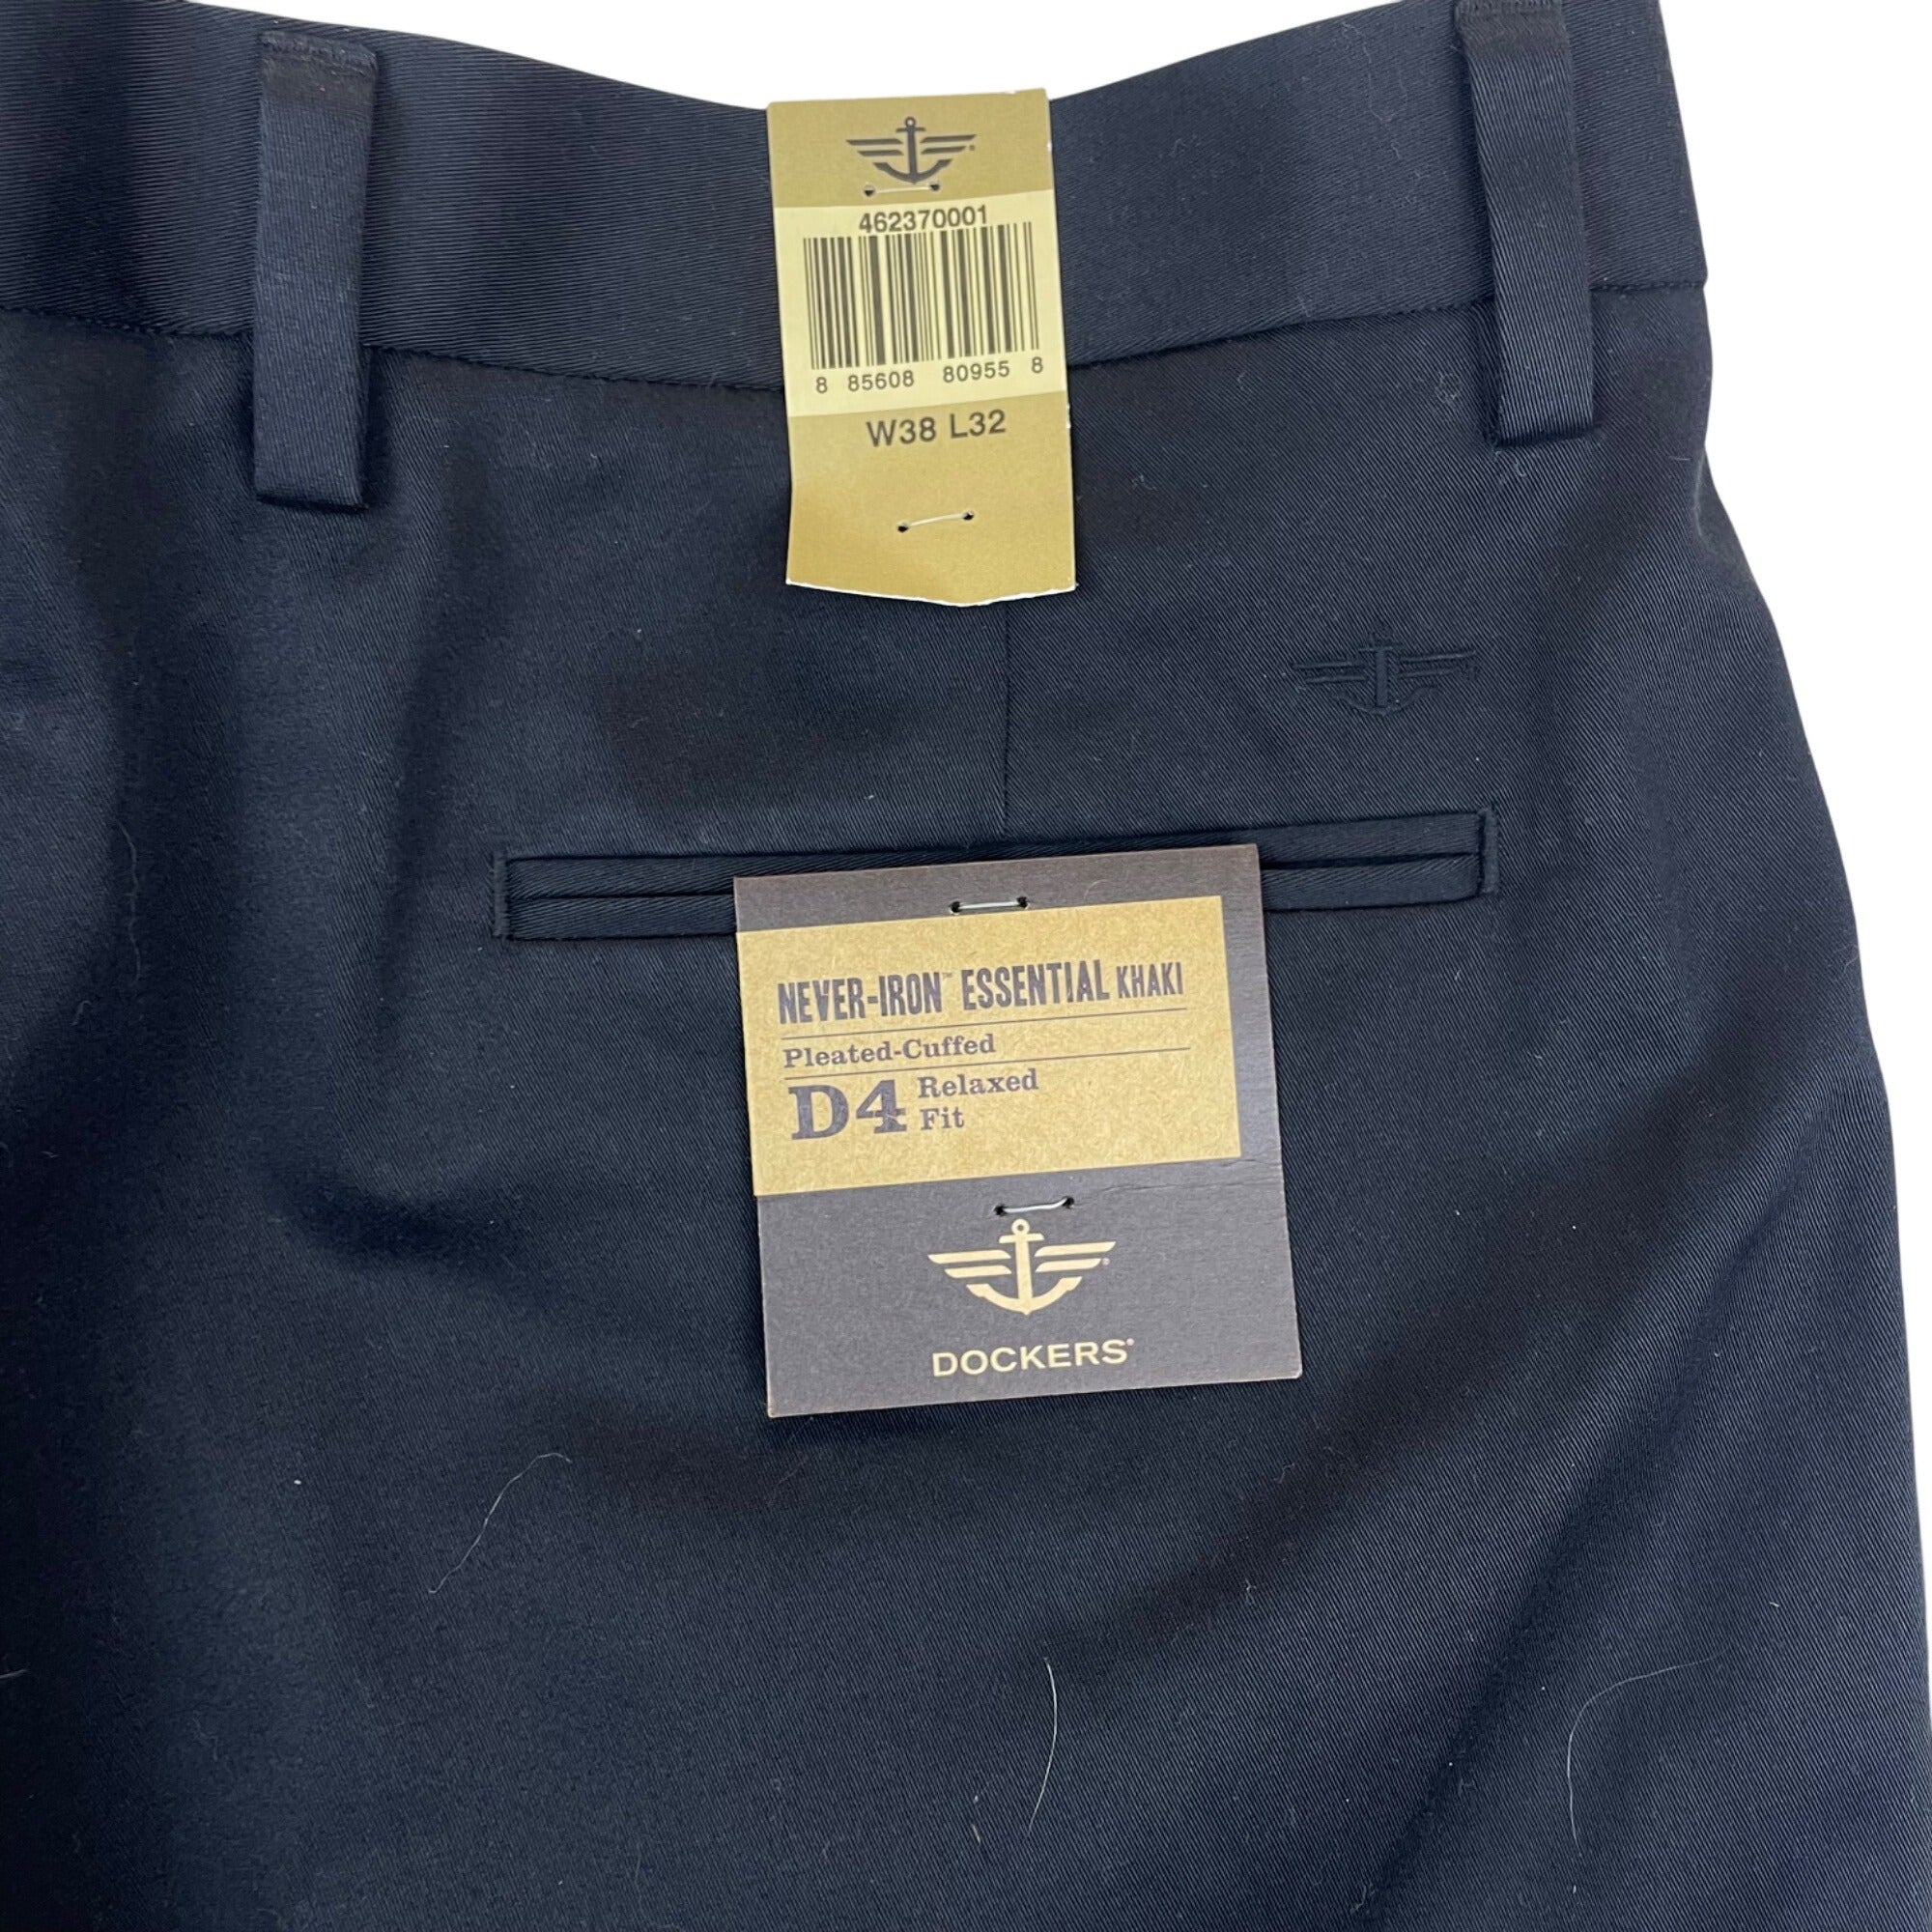 462370001
8 85608 80955 8
W38 L32
NEVER-IRON™ ESSENTIAL KHAKI
Pleated-Cuffed
D4 Relaxed
Fit
DOCKERS®